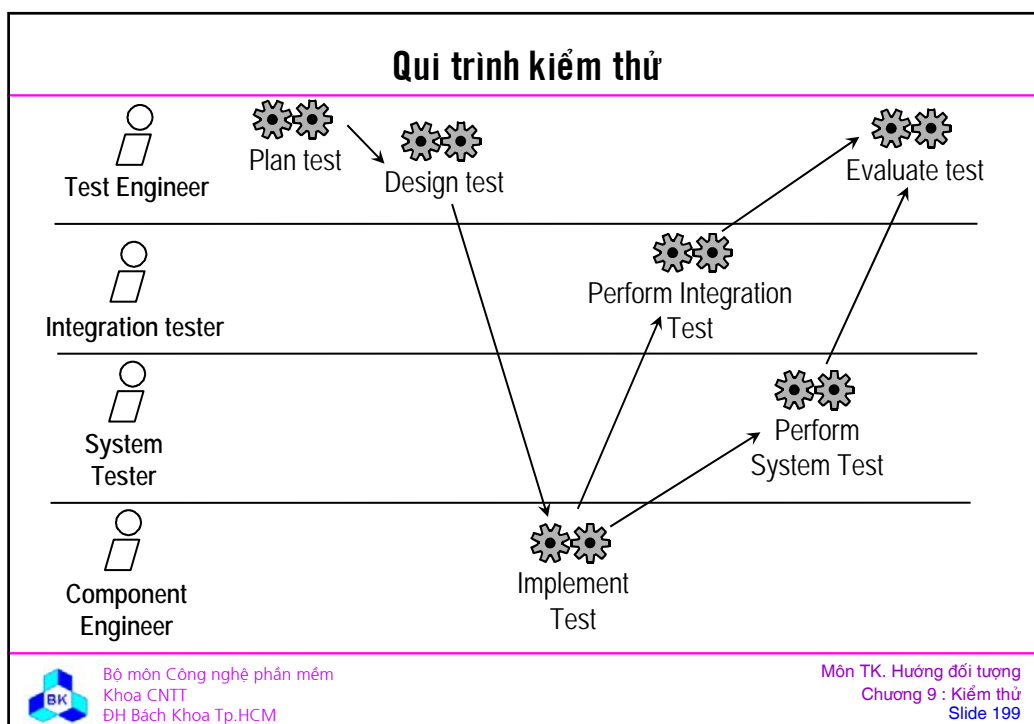 Qui trình kiểm thử
Plan test
Design test
Evaluate test
Test Engineer
Perform Integration
Test
Integration tester
Perform
System Test
System
Tester
Implement
Test
Component
Engineer
BK
Bộ môn Công nghệ phần mềm
Khoa CNTT
ĐH Bách Khoa Tp.HCM
Môn TK. Hướng đối tượng
Chương 9 : Kiểm thử
Slide 199